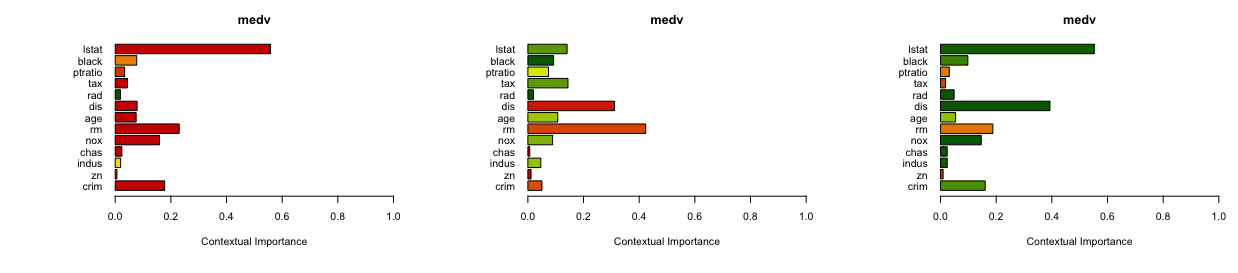 medv
lstat
black
ptratio
tax
rad
dis
age
rm
nox
chas
indus
zn
crim
0.0 0.2 0.4 0.6 0.8 1.0
Contextual Importance
medv
lstat
black
ptratio
tax
rad
dis
age
rm
nox
chas
indus
zn
crim
0.0 0.2 0.4 0.6 0.8 1.0
Contextual Importance
medv
lstat
black
ptratio
tax
rad
dis
age
rm
nox
chas
indus
zn
crim
0.0 0.2 0.4 0.6 0.8 1.0
Contextual Importance